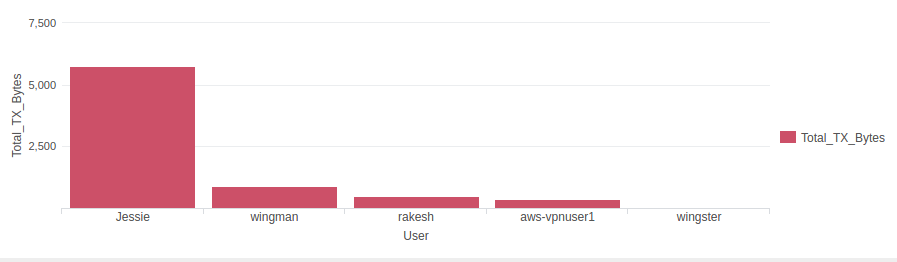 7,500
5,000
2,500
Total_TX_Bytes
Jessie wingman rakesh aws-vpnuser1 wingster
User
Total_TX_Bytes